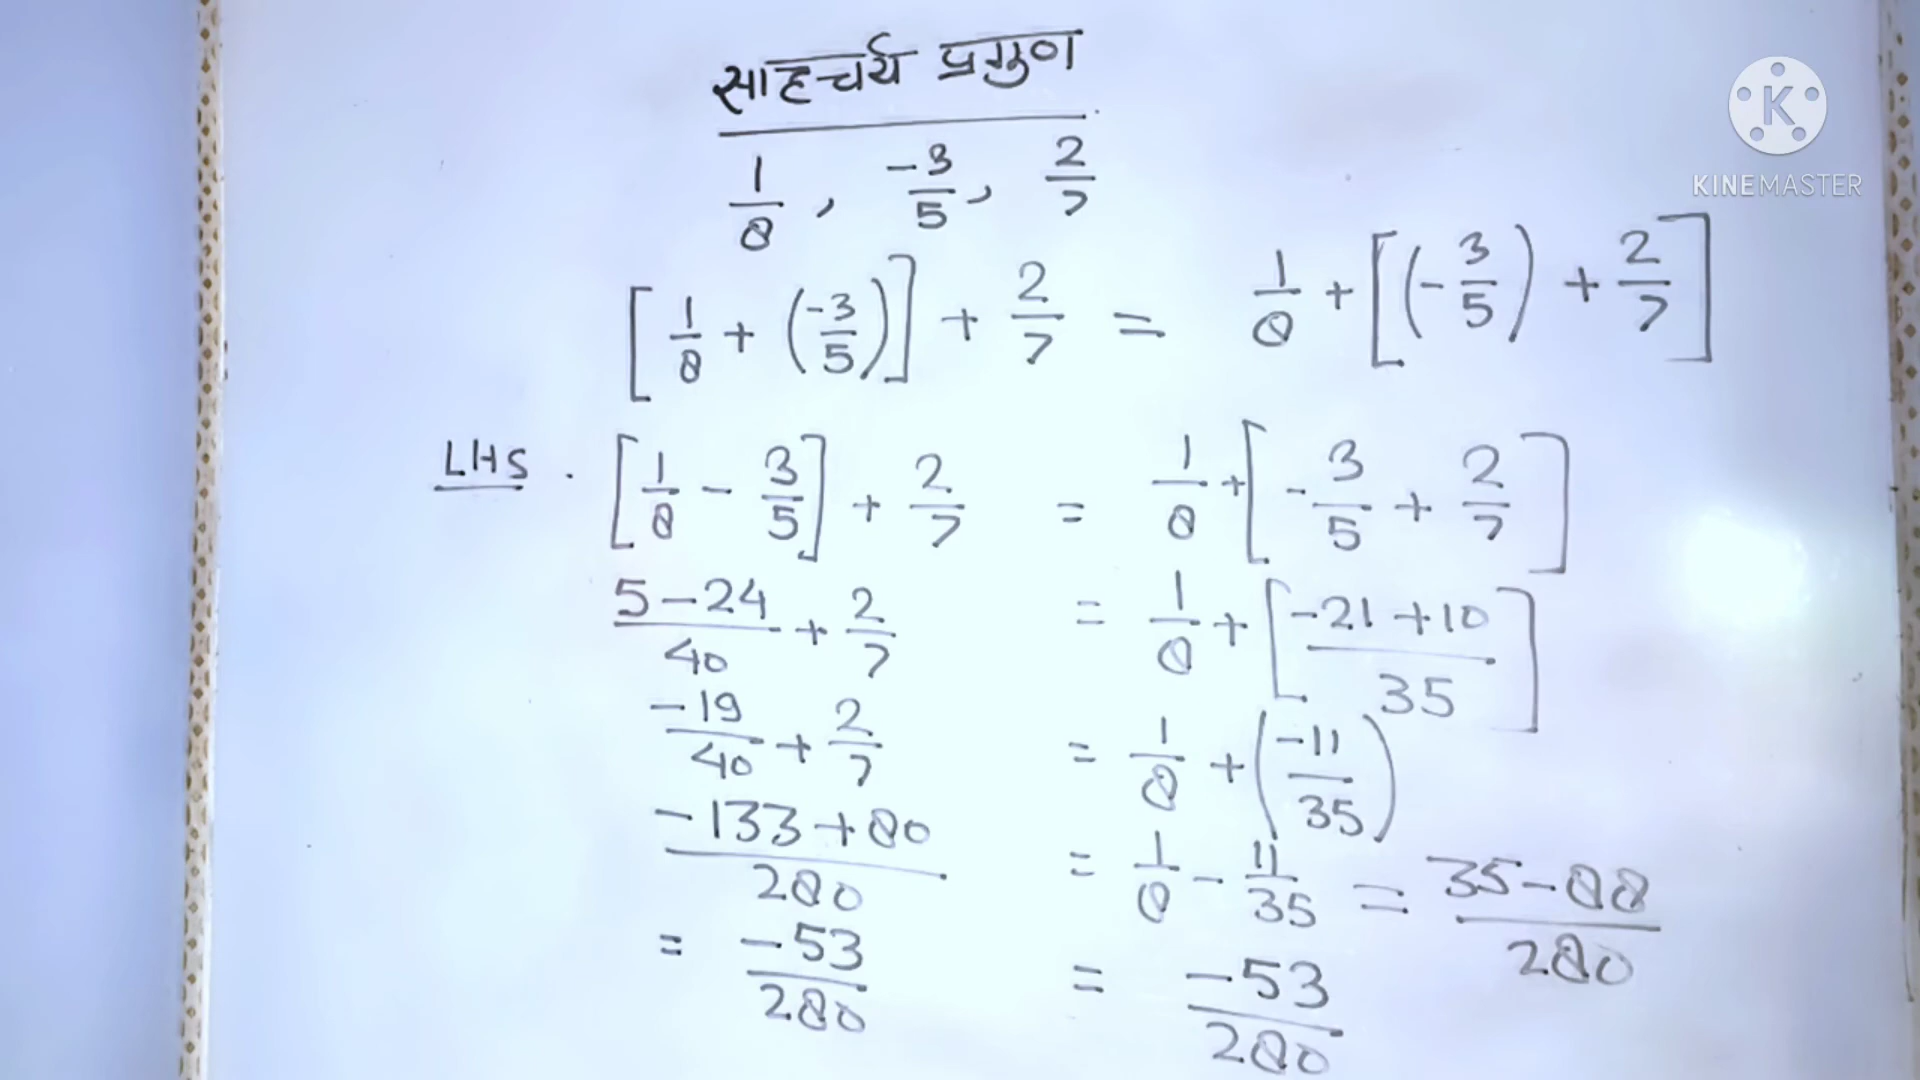 साहचर्य प्रगुण
1/8 , -3/5 , 2/7
[1/8 + (-3/5)] + 2/7 = 1/8 + [(-3/5) + 2/7]
LHS . [1/8 - 3/5] + 2/7 = 1/8 + [-3/5 + 2/7]
5-24/40 + 2/7 = 1/8 + [-21+10/35]
-19/40 + 2/7 = 1/8 + (-11/35)
-133+80/280 = 1/8 - 11/35 = 35-88/280
= -53/280 = -53/280
K
KINEMASTER